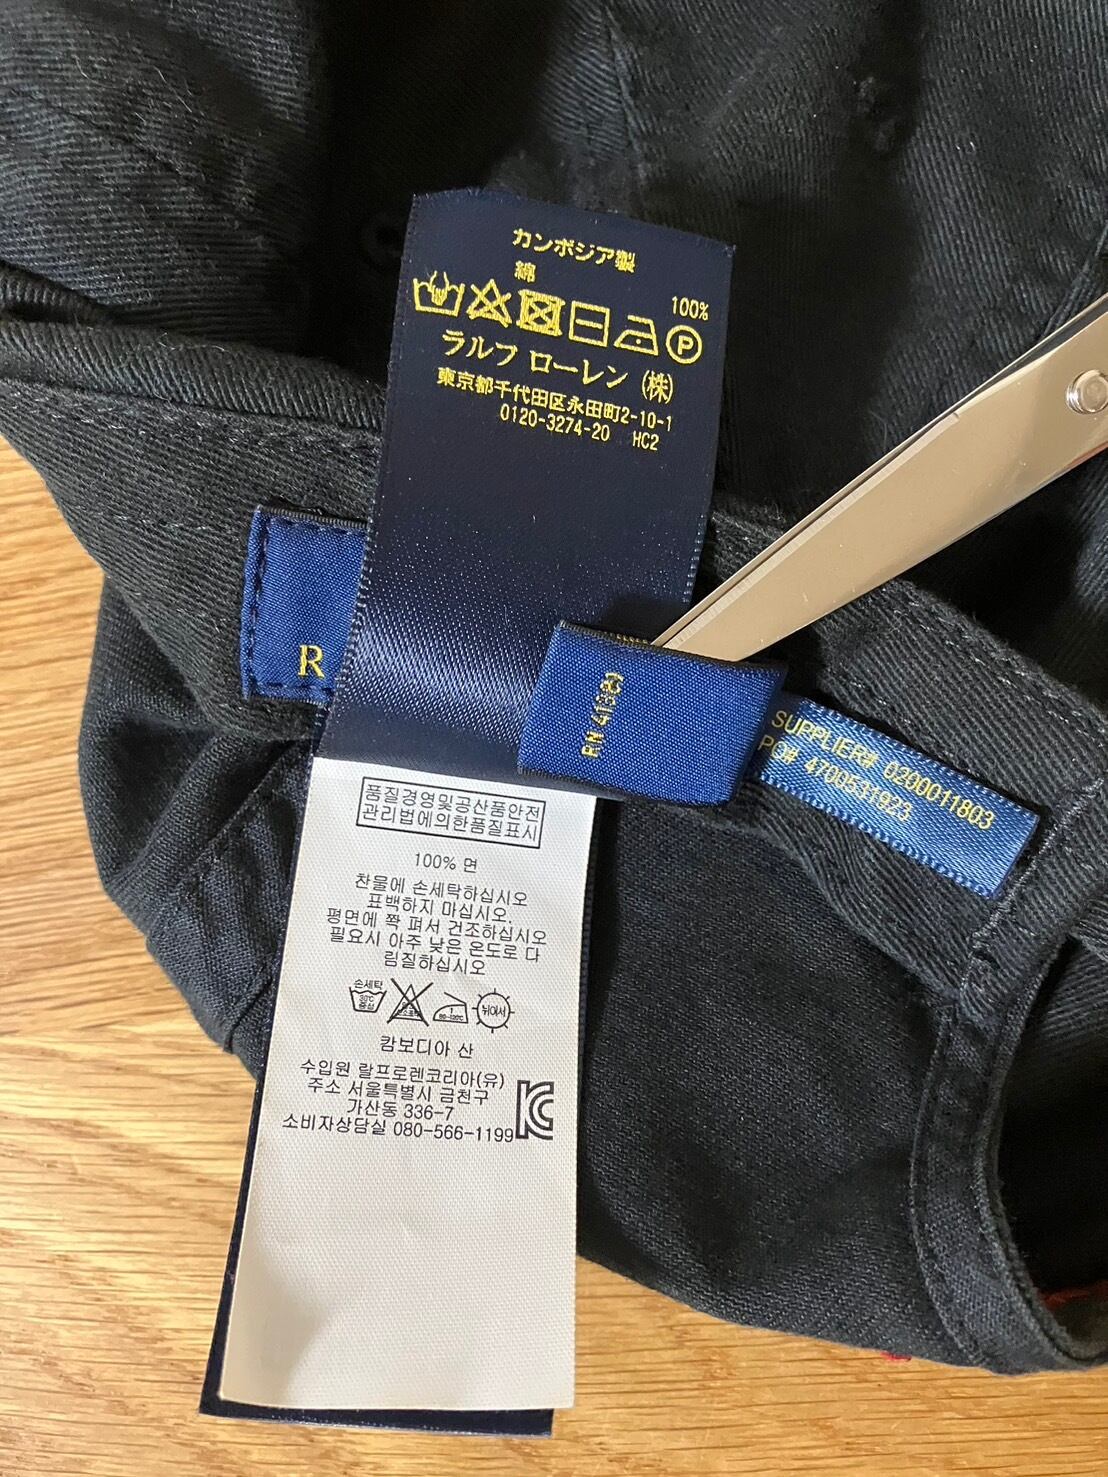 カンボジア製
綿
100%
P
ラルフ ローレン (株)
東京都千代田区永田町2-10-1
0120-3274-20 HC2
R
RN 41381
SUPPLIER# 0200011803
PO# 4700531923
품질경영및공산품안전
관리법에의한품질표시
100% 면
찬물에 손세탁하십시오
표백하지 마십시오.
평면에 쫙 펴서 건조하십시오
필요시 아주 낮은 온도로 다
림질하십시오
손세탁
30℃
중성
1
80~120℃
뉘어서
캄보디아 산
수입원 랄프로렌코리아(유)
주소 서울특별시 금천구
가산동 336-7
소비자상담실 080-566-1199